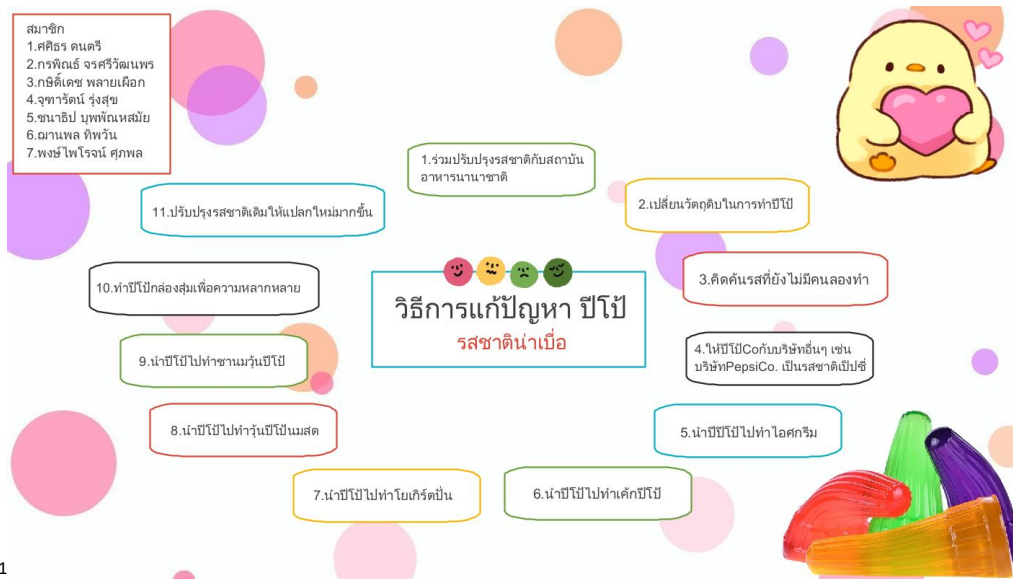 สมาชิก
1.ศศิธร ดนตรี
2.กรพิณธ์ จรศรีวัฒนพร
3.กษิดิ์เดช พลายเผือก
4.จุฑารัตน์ รุ่งสุข
5.ชนาธิป บุพพัณหสมัย
6.ฌานพล ทิพวัน
7.พงษ์ไพโรจน์ ศุภพล
วิธีการแก้ปัญหา ปีโป้
รสชาติน่าเบื่อ
1.ร่วมปรับปรุงรสชาติกับสถาบัน
อาหารนานาชาติ
2.เปลี่ยนวัตถุดิบในการทำปีโป้
3.คิดค้นรสที่ยังไม่มีคนลองทำ
4.ให้ปีโป้Coกับบริษัทอื่นๆ เช่น
บริษัทPepsiCo. เป็นรสชาติเป๊ปซี่
5.นำปีปีโป้ไปทำไอศกรีม
6.นำปีโป้ไปทำเค้กปีโป้
7.นำปีโป้ไปทำโยเกิร์ตปั่น
8.นำปีโป้ไปทำวุ้นปีโป้นมสด
9.นำปีโป้ไปทำชานมวุ้นปีโป้
10.ทำปีโป้กล่องสุ่มเพื่อความหลากหลาย
11.ปรับปรุงรสชาติเดิมให้แปลกใหม่มากขึ้น
1